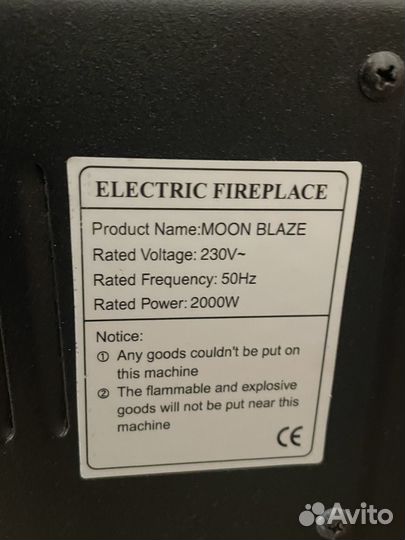 ELECTRIC FIREPLACE
Product Name:MOON BLAZE
Rated Voltage: 230V~
Rated Frequency: 50Hz
Rated Power: 2000W
Notice:
① Any goods couldn't be put on
this machine
② The flammable and explosive
goods will not be put near this
machine
CE
Avito